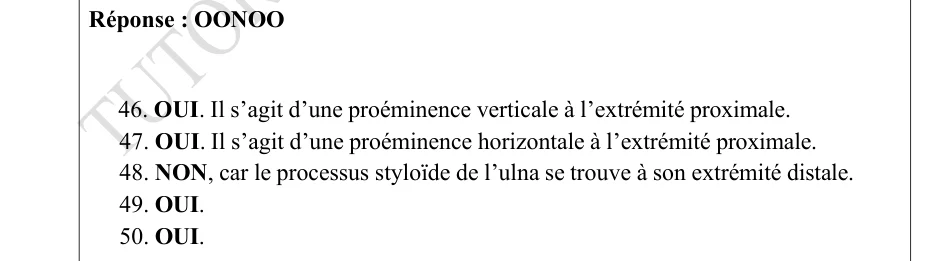 Réponse : OONOO
TUTO
46. OUI. Il s’agit d’une proéminence verticale à l’extrémité proximale.
47. OUI. Il s’agit d’une proéminence horizontale à l’extrémité proximale.
48. NON, car le processus styloïde de l’ulna se trouve à son extrémité distale.
49. OUI.
50. OUI.